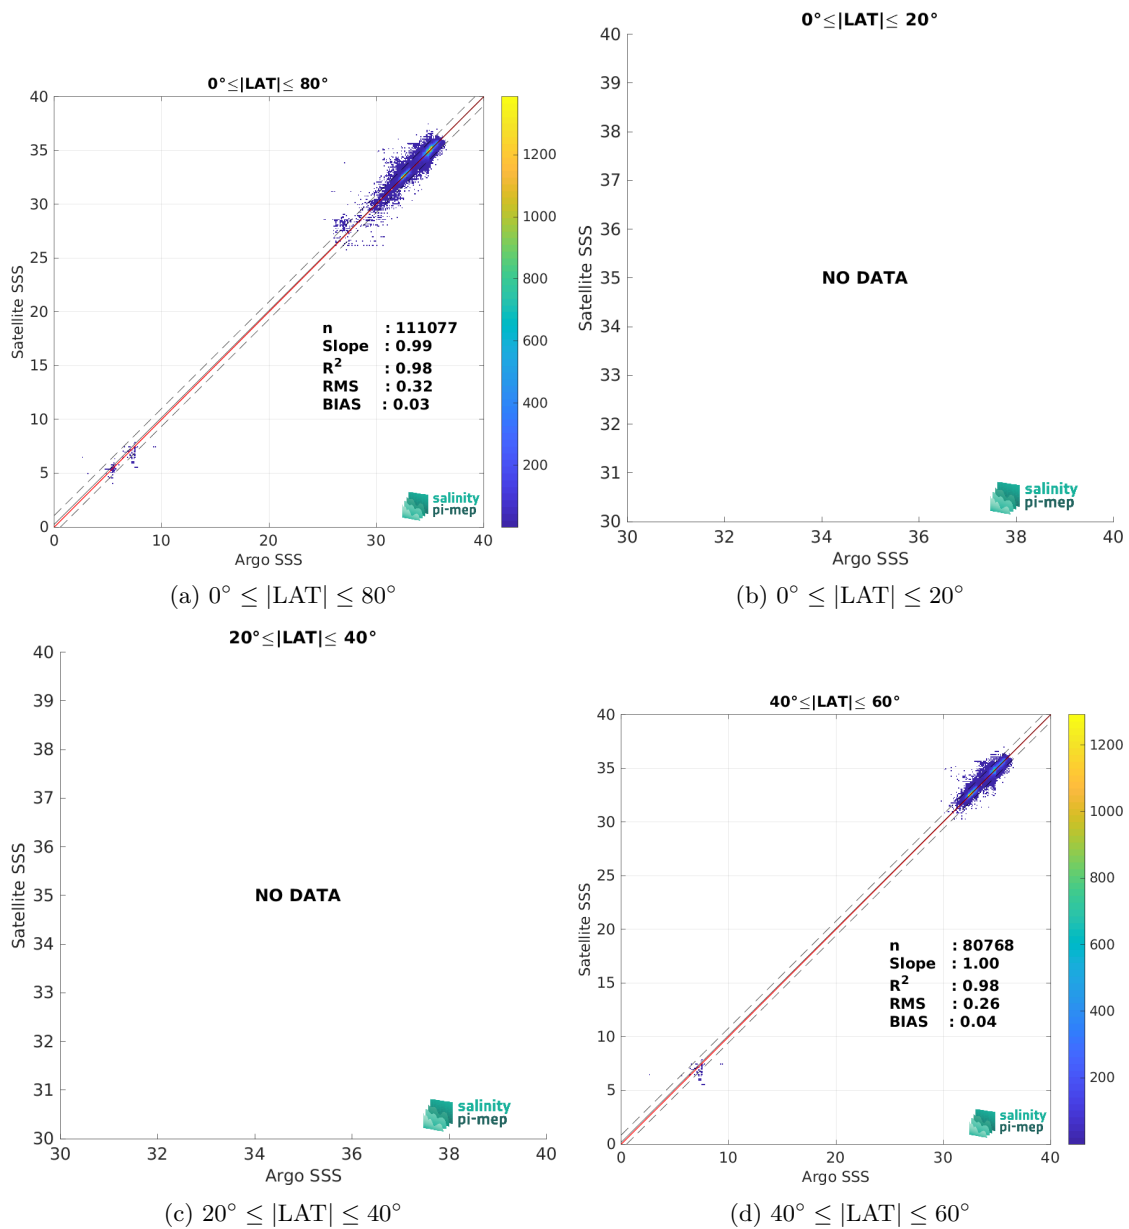 0°≤|LAT|≤ 80°
40
35
30
25
20
15
10
5
0
0
10
20
30
40
Satellite SSS
Argo SSS
1200
1000
800
600
400
200
n : 111077
Slope : 0.99
R² : 0.98
RMS : 0.32
BIAS : 0.03
salinity
pi-mep
(a) 0° ≤ |LAT| ≤ 80°
0°≤|LAT|≤ 20°
40
39
38
37
36
35
34
33
32
31
30
30
32
34
36
38
40
Satellite SSS
Argo SSS
NO DATA
salinity
pi-mep
(b) 0° ≤ |LAT| ≤ 20°
20°≤|LAT|≤ 40°
40
39
38
37
36
35
34
33
32
31
30
30
32
34
36
38
40
Satellite SSS
Argo SSS
NO DATA
salinity
pi-mep
(c) 20° ≤ |LAT| ≤ 40°
40°≤|LAT|≤ 60°
40
35
30
25
20
15
10
5
0
0
10
20
30
40
Satellite SSS
Argo SSS
1200
1000
800
600
400
200
n : 80768
Slope : 1.00
R² : 0.98
RMS : 0.26
BIAS : 0.04
salinity
pi-mep
(d) 40° ≤ |LAT| ≤ 60°